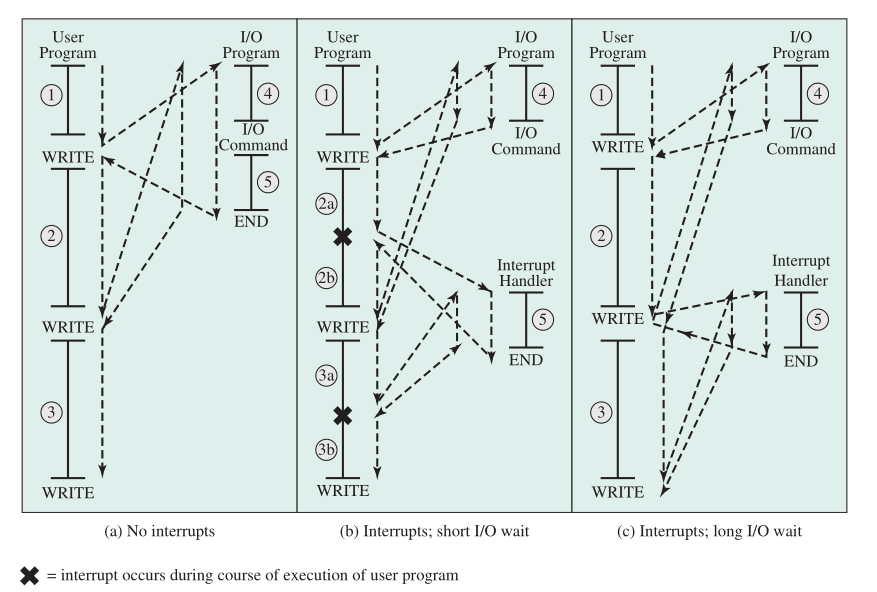 User
Program
I/O
Program
1
4
I/O
Command
WRITE
5
2
END
WRITE
3
WRITE
(a) No interrupts
User
Program
I/O
Program
1
4
WRITE
I/O
Command
2a
2b
Interrupt
Handler
WRITE
5
END
3a
3b
WRITE
(b) Interrupts; short I/O wait
User
Program
I/O
Program
1
4
WRITE
I/O
Command
2
Interrupt
Handler
WRITE
5
END
3
WRITE
(c) Interrupts; long I/O wait
= interrupt occurs during course of execution of user program